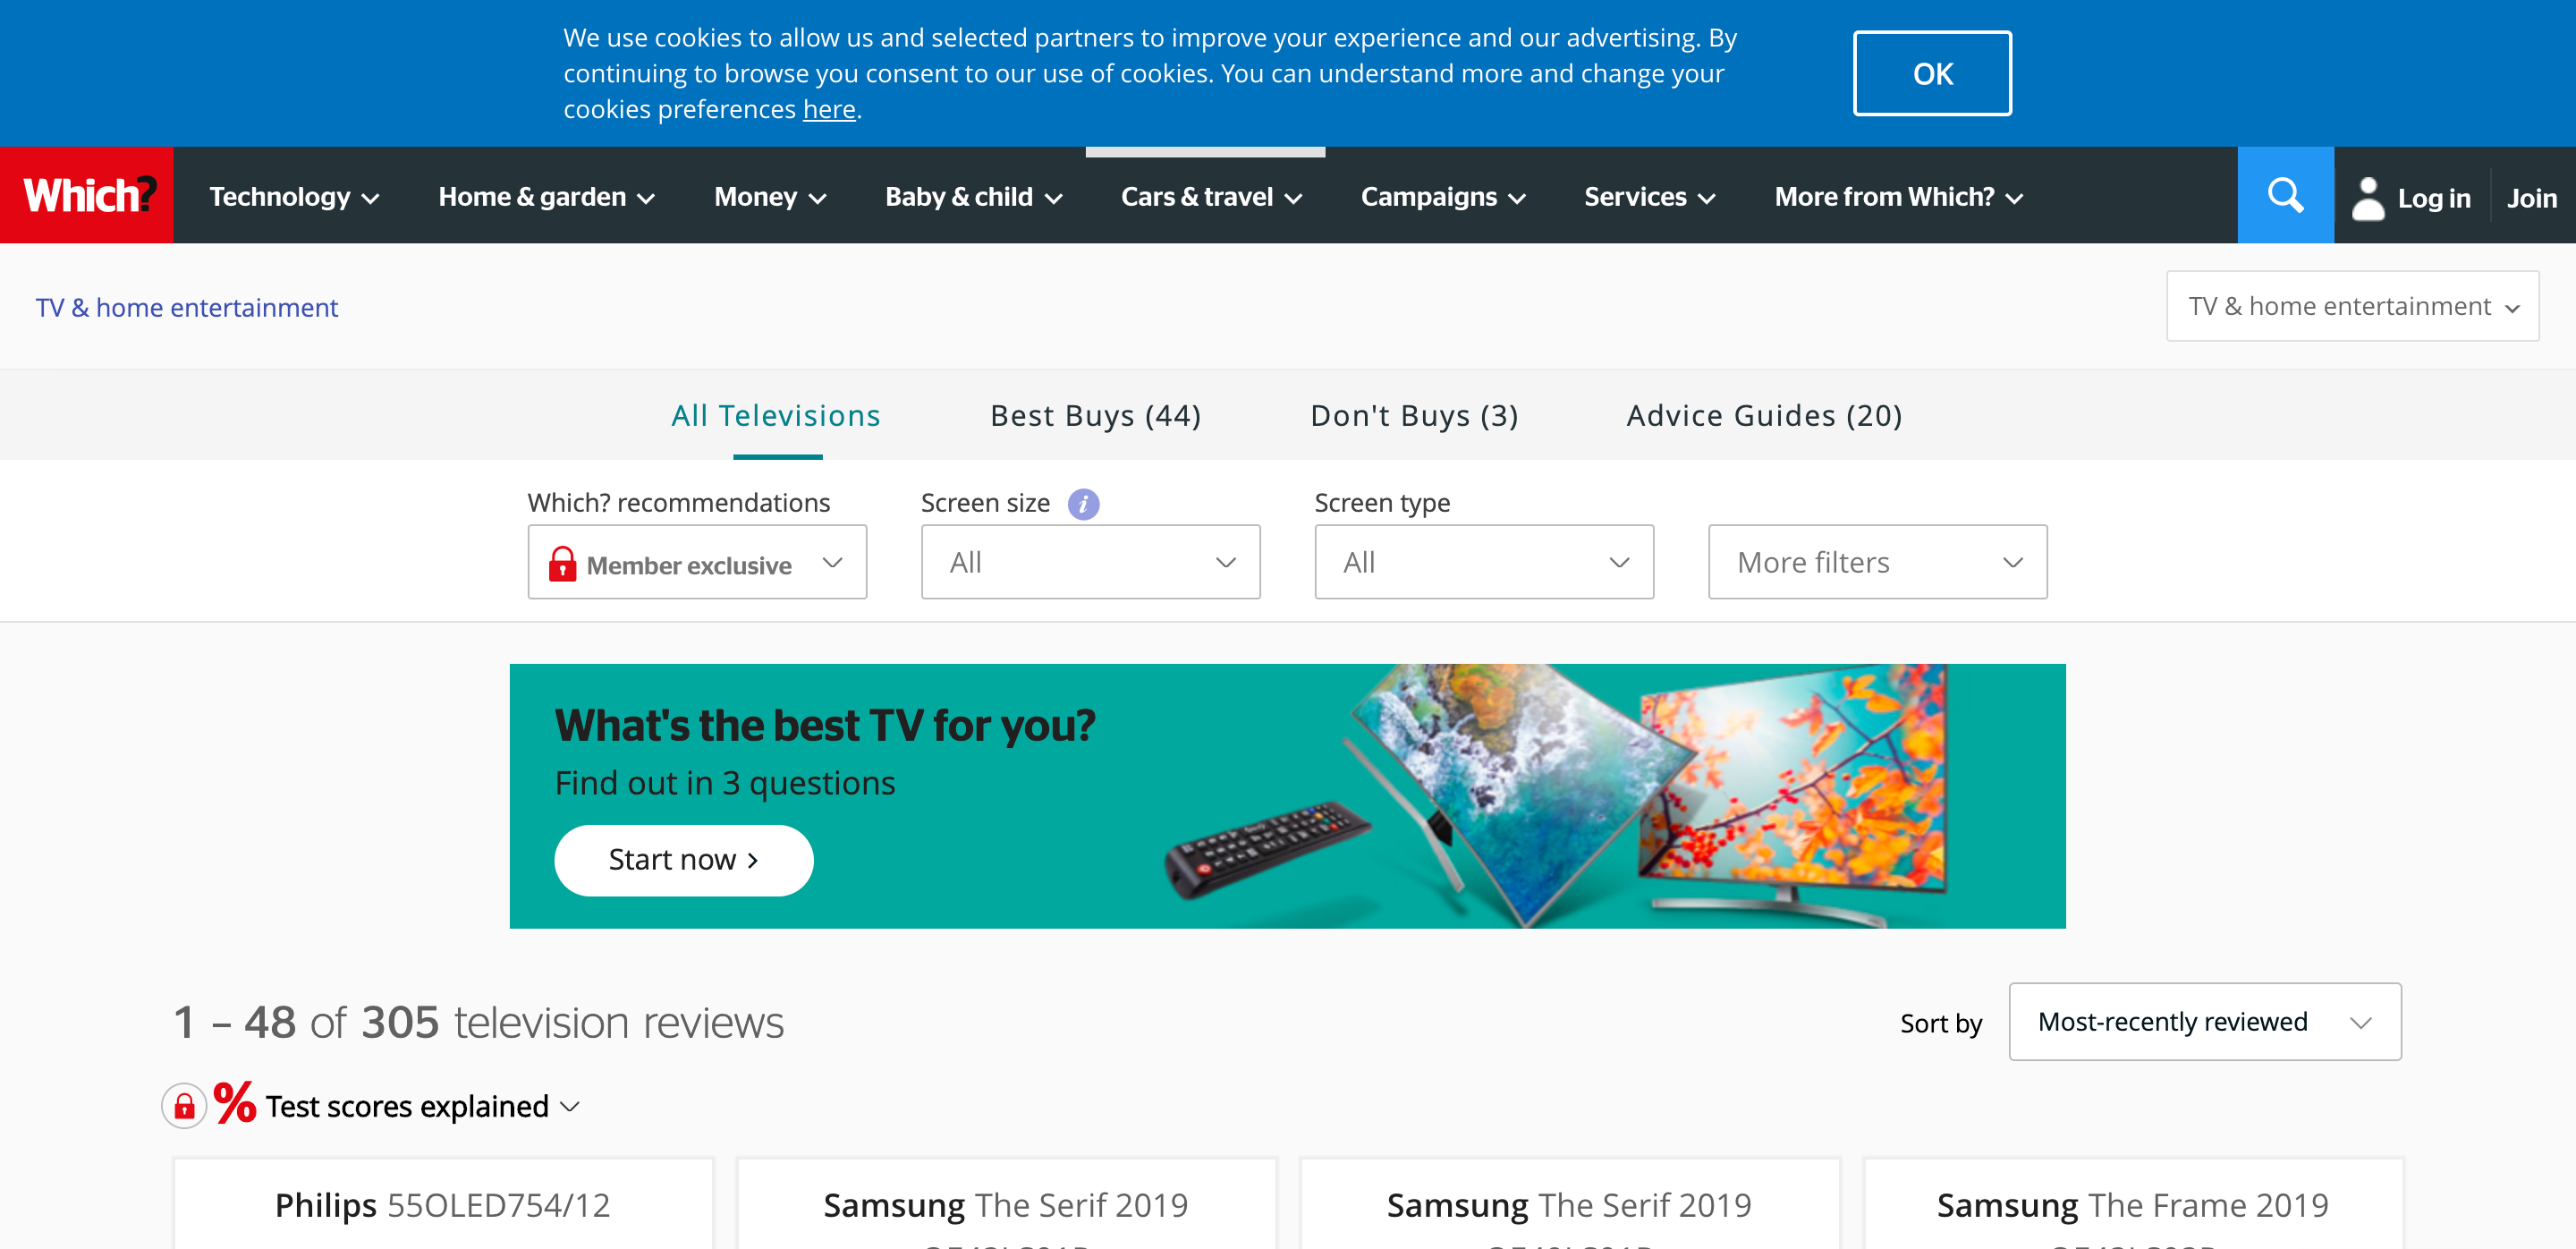 We use cookies to allow us and selected partners to improve your experience and our advertising. By
continuing to browse you consent to our use of cookies. You can understand more and change your
cookies preferences here.
OK
Which?
Technology
Home & garden
Money
Baby & child
Cars & travel
Campaigns
Services
More from Which?
Log in
Join
TV & home entertainment
TV & home entertainment
All Televisions
Best Buys (44)
Don't Buys (3)
Advice Guides (20)
Which? recommendations
Screen size
i
Screen type
Member exclusive
All
All
More filters
What's the best TV for you?
Find out in 3 questions
Start now >
1 – 48 of 305 television reviews
Sort by
Most-recently reviewed
% Test scores explained
Philips 55OLED754/12
Samsung The Serif 2019
Samsung The Serif 2019
Samsung The Frame 2019